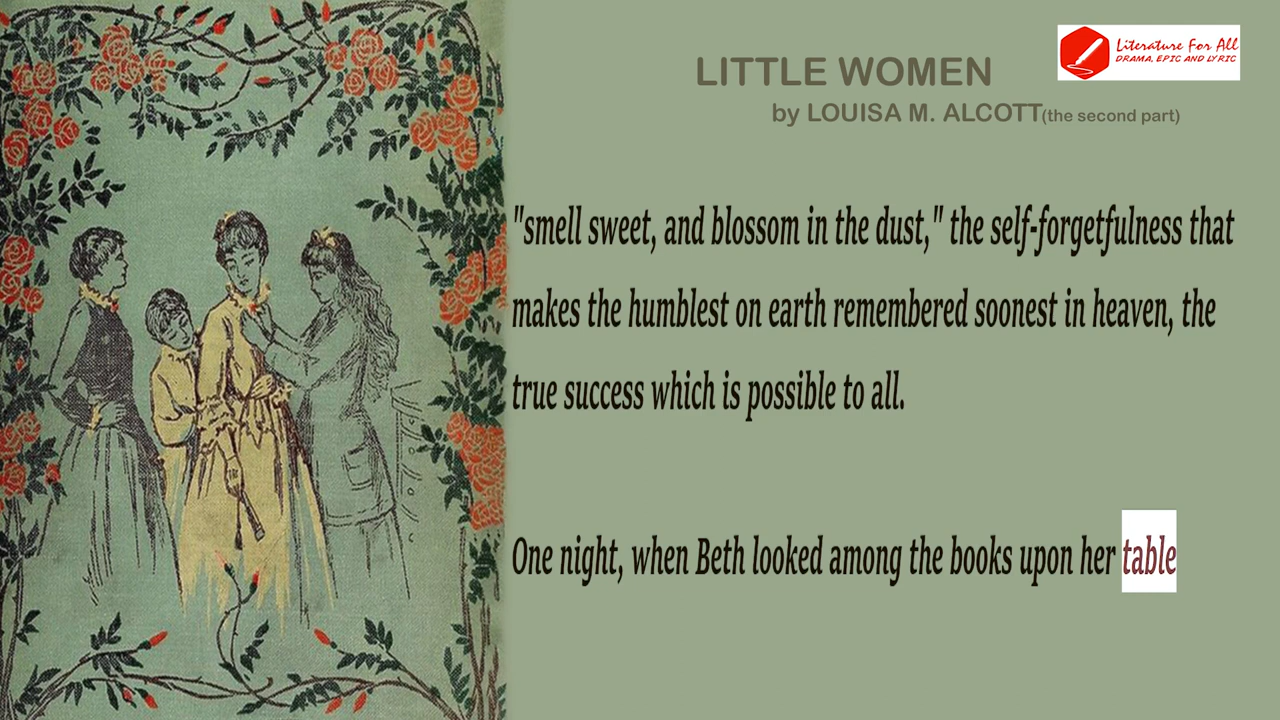 LITTLE WOMEN
by LOUISA M. ALCOTT(the second part)
Literature For All
DRAMA, EPIC AND LYRIC
"smell sweet, and blossom in the dust," the self-forgetfulness that
makes the humblest on earth remembered soonest in heaven, the
true success which is possible to all.
One night, when Beth looked among the books upon her table